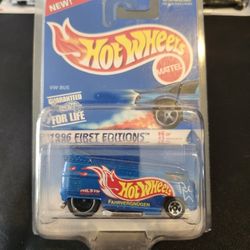 NEW!
Hot Wheels
MATTEL
VW BUS
GUARANTEED
FOR LIFE
1996 FIRST EDITIONS
Hot Wheels
FAHRVERGNÜGEN